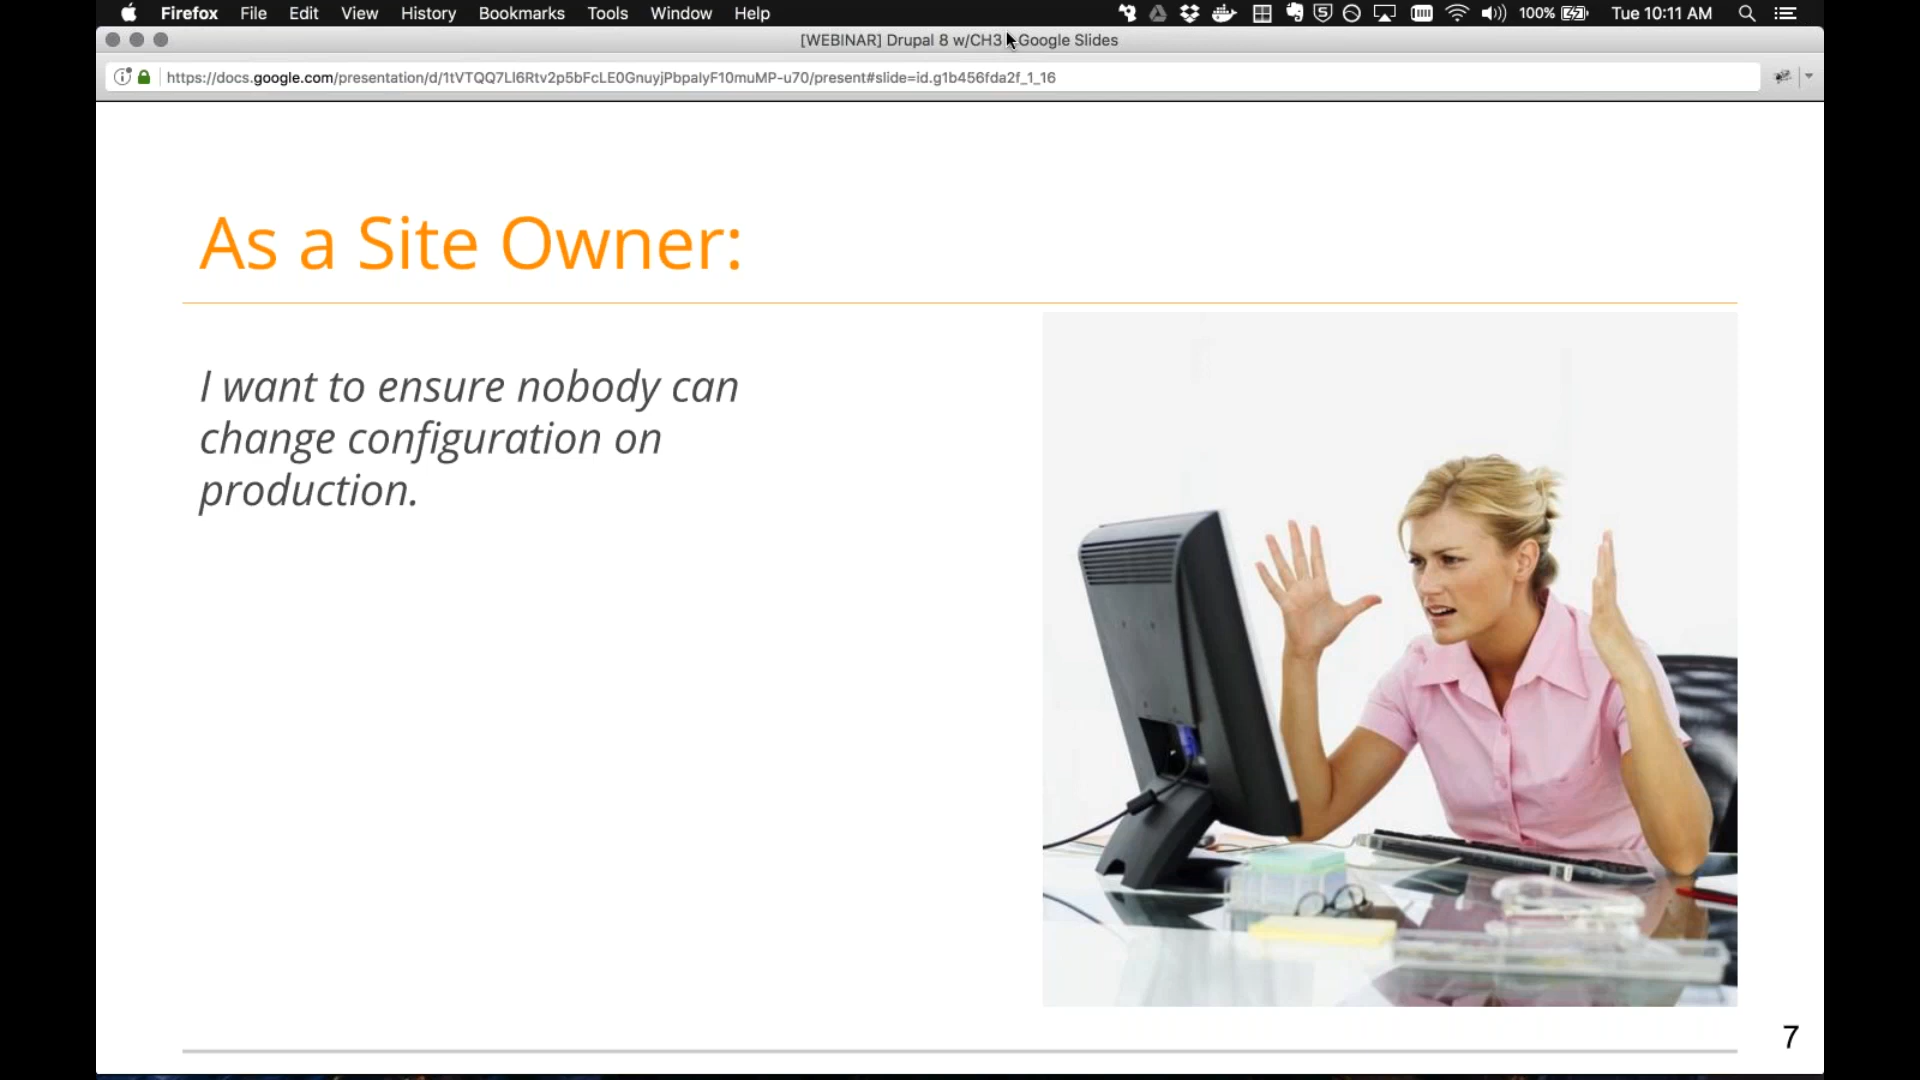 Firefox File Edit View History Bookmarks Tools Window Help 100% Tue 10:11 AM
[WEBINAR] Drupal 8 w/CH3 - Google Slides
https://docs.google.com/presentation/d/1tVTQQ7Ll6Rtv2p5bFcLE0GnuyjPbpalyF10muMP-u70/present#slide=id.g1b456fda2f_1_16
As a Site Owner:
I want to ensure nobody can
change configuration on
production.
7